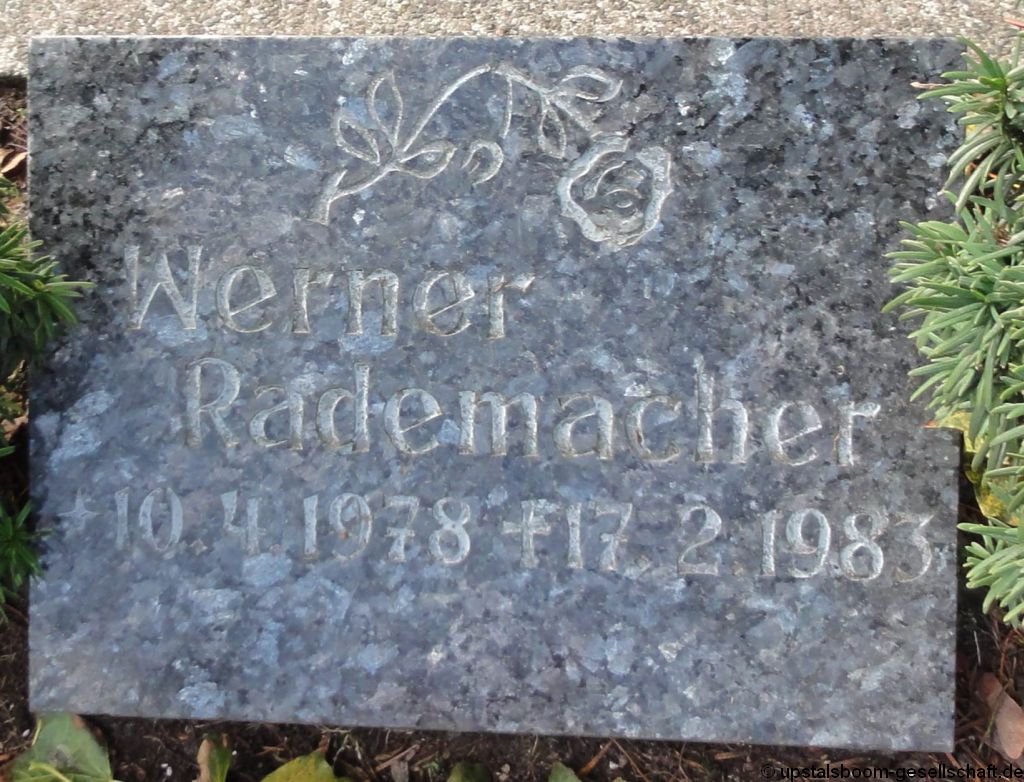 Werner
Rademacher
* 10. 4 1978 † 17. 2. 1983
© upstalsboom-gesellschaft.de